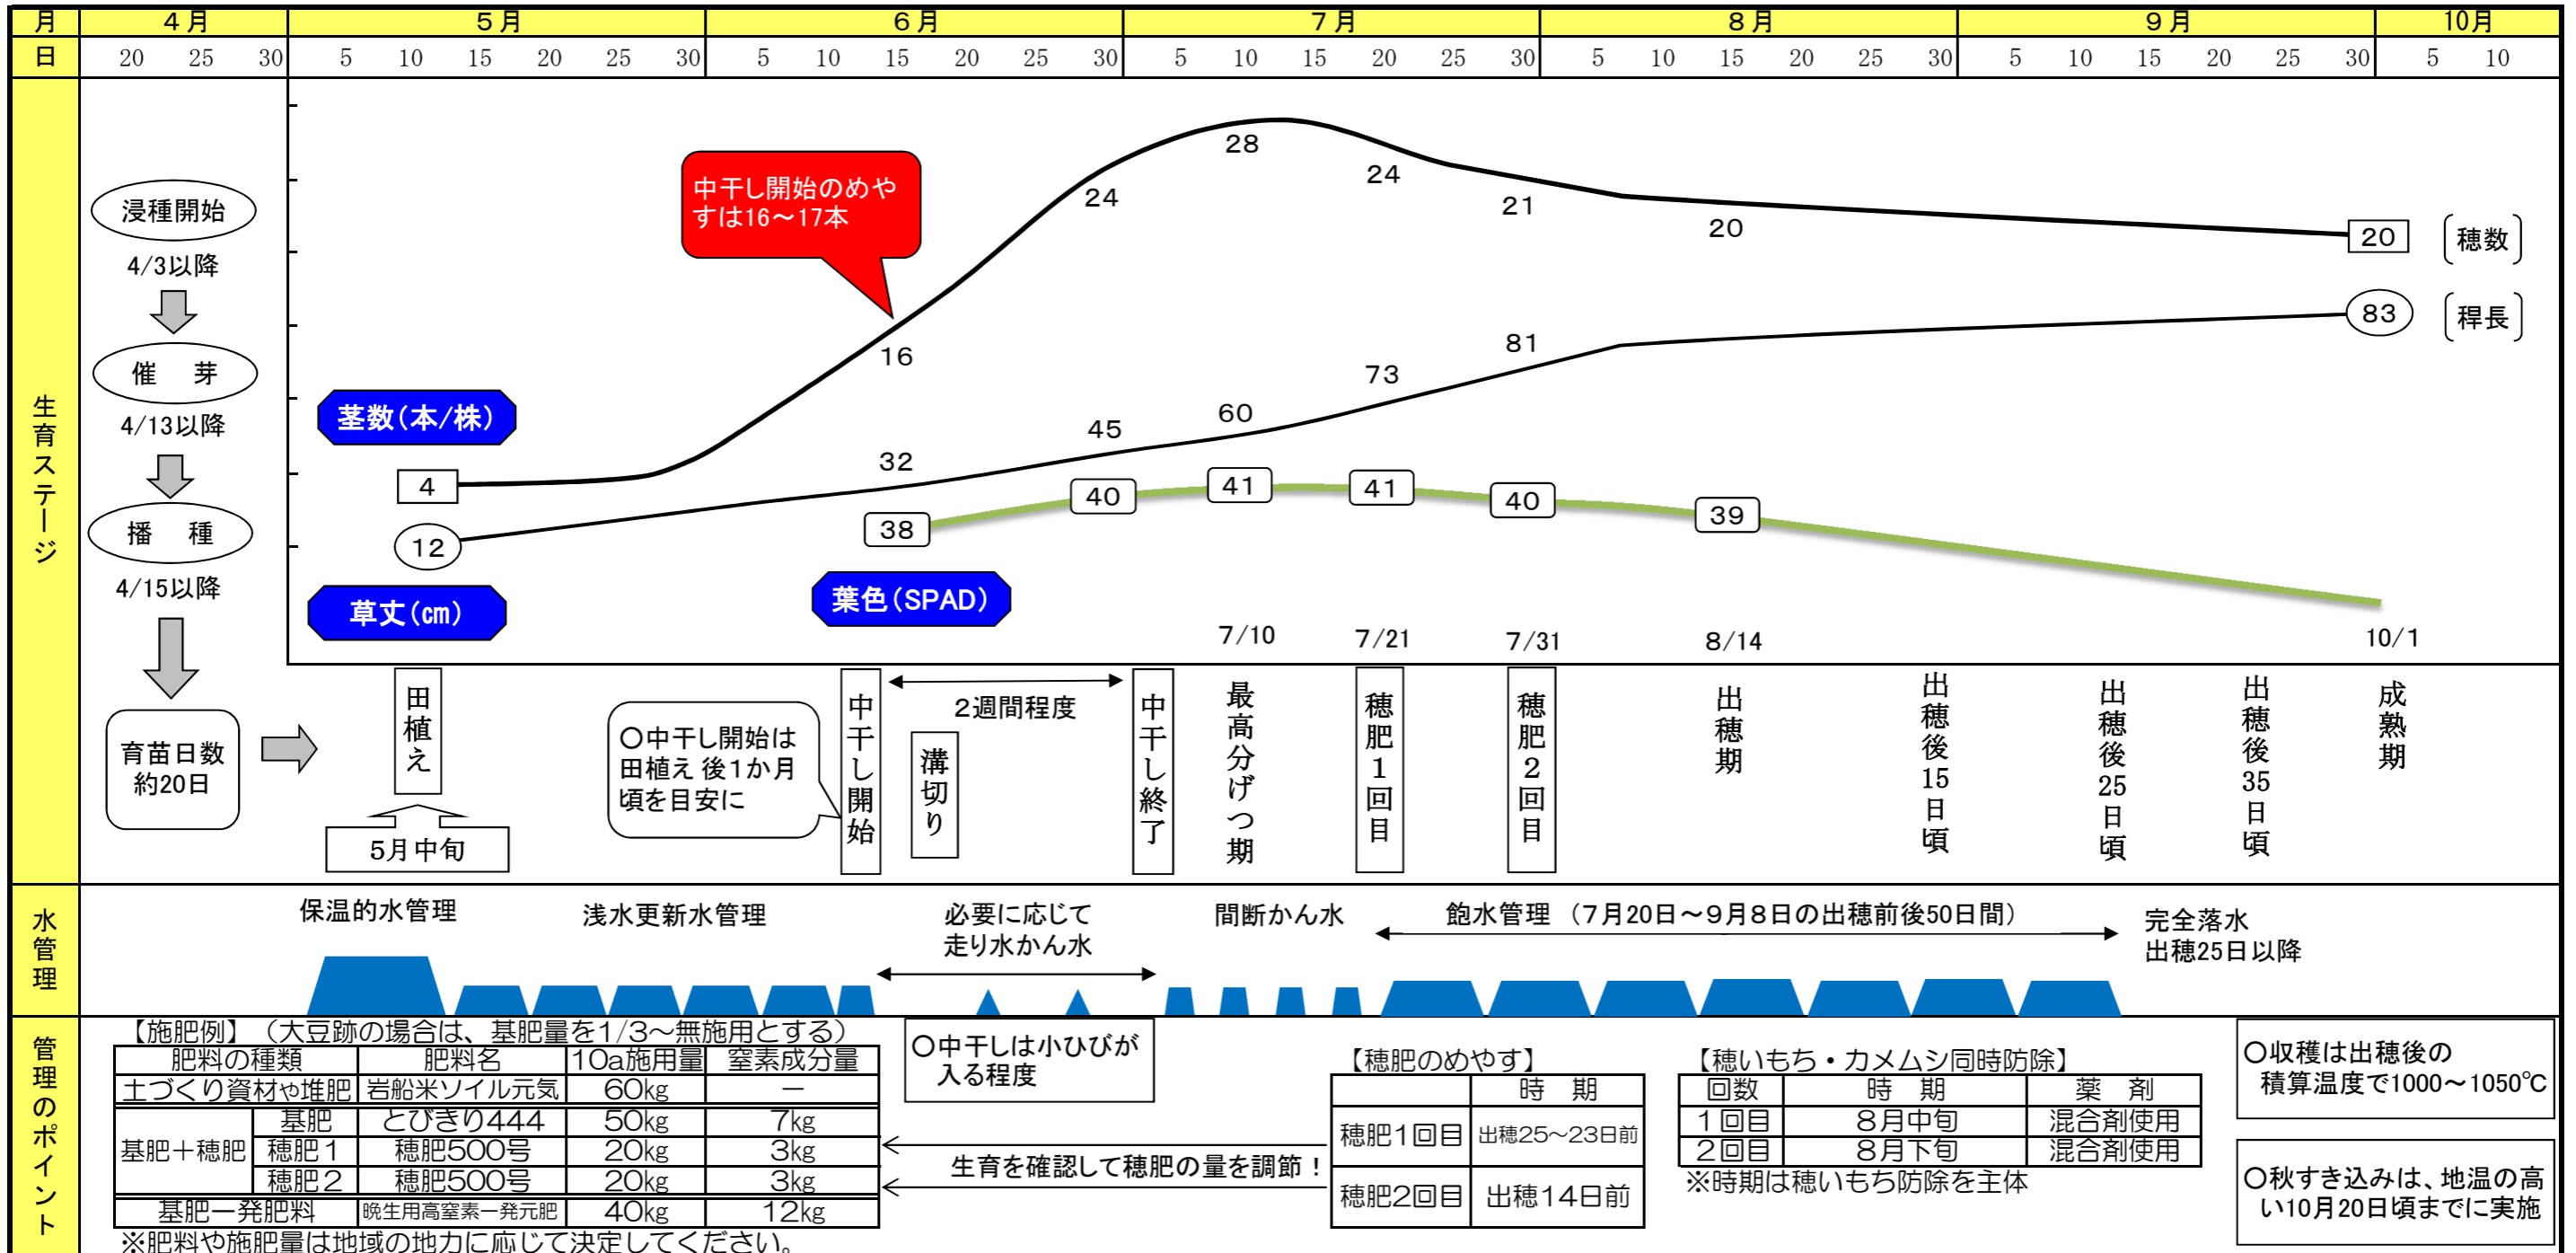 月 4月 5月 6月 7月 8月 9月 10月
日 20 25 30 5 10 15 20 25 30 5 10 15 20 25 30 5 10 15 20 25 30 5 10 15 20 25 30 5 10 15 20 25 30 5 10
生育ステージ
浸種開始
4/3以降
催 芽
4/13以降
播 種
4/15以降
育苗日数
約20日
中干し開始のめや
すは16～17本
茎数(本/株)
4 16 24 28 24 21 20 20
〔穂数〕
草丈(㎝)
12 32 45 60 73 81 83
〔稈長〕
葉色(SPAD)
38 40 41 41 40 39
7/10 7/21 7/31 8/14 10/1
田植え
5月中旬
〇中干し開始は
田植え 後1か月
頃を目安に
中干し開始
2週間程度
溝切り
中干し終了
最高分げつ期
穂肥1回目
穂肥2回目
出穂期
出穂後15日頃
出穂後25日頃
出穂後35日頃
成熟期
水管理
保温的水管理
浅水更新水管理
必要に応じて
走り水かん水
間断かん水
飽水管理 (7月20日～9月8日の出穂前後50日間)
完全落水
出穂25日以降
管理のポイント
【施肥例】(大豆跡の場合は、基肥量を1/3～無施用とする)
肥料の種類 肥料名 10a施用量 窒素成分量
土づくり資材や堆肥 岩船米ソイル元気 60kg －
基肥＋穂肥
基肥 とびきり444 50kg 7kg
穂肥1 穂肥500号 20kg 3kg
穂肥2 穂肥500号 20kg 3kg
基肥一発肥料 晩生用高窒素一発元肥 40kg 12kg
※肥料や施肥量は地域の地力に応じて決定してください。
〇中干しは小ひびが
入る程度
生育を確認して穂肥の量を調節！
【穂肥のめやす】
時 期
穂肥1回目 出穂25～23日前
穂肥2回目 出穂14日前
【穂いもち・カメムシ同時防除】
回数 時 期 薬 剤
1回目 8月中旬 混合剤使用
2回目 8月下旬 混合剤使用
※時期は穂いもち防除を主体
〇収穫は出穂後の
積算温度で1000～1050℃
〇秋すき込みは、地温の高
い10月20日頃までに実施